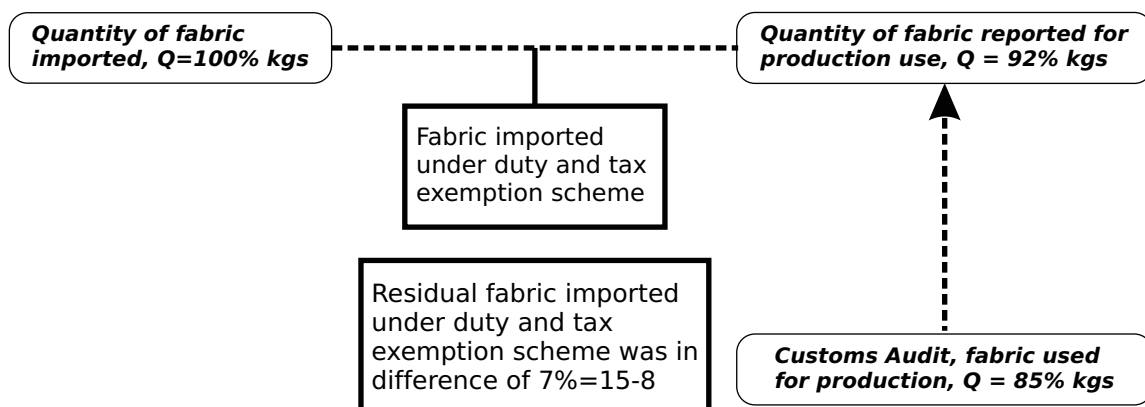 Quantity of fabric
imported, Q=100% kgs
Quantity of fabric reported for
production use, Q = 92% kgs
Fabric imported
under duty and tax
exemption scheme
Residual fabric imported
under duty and tax
exemption scheme was in
difference of 7%=15-8
Customs Audit, fabric used
for production, Q = 85% kgs